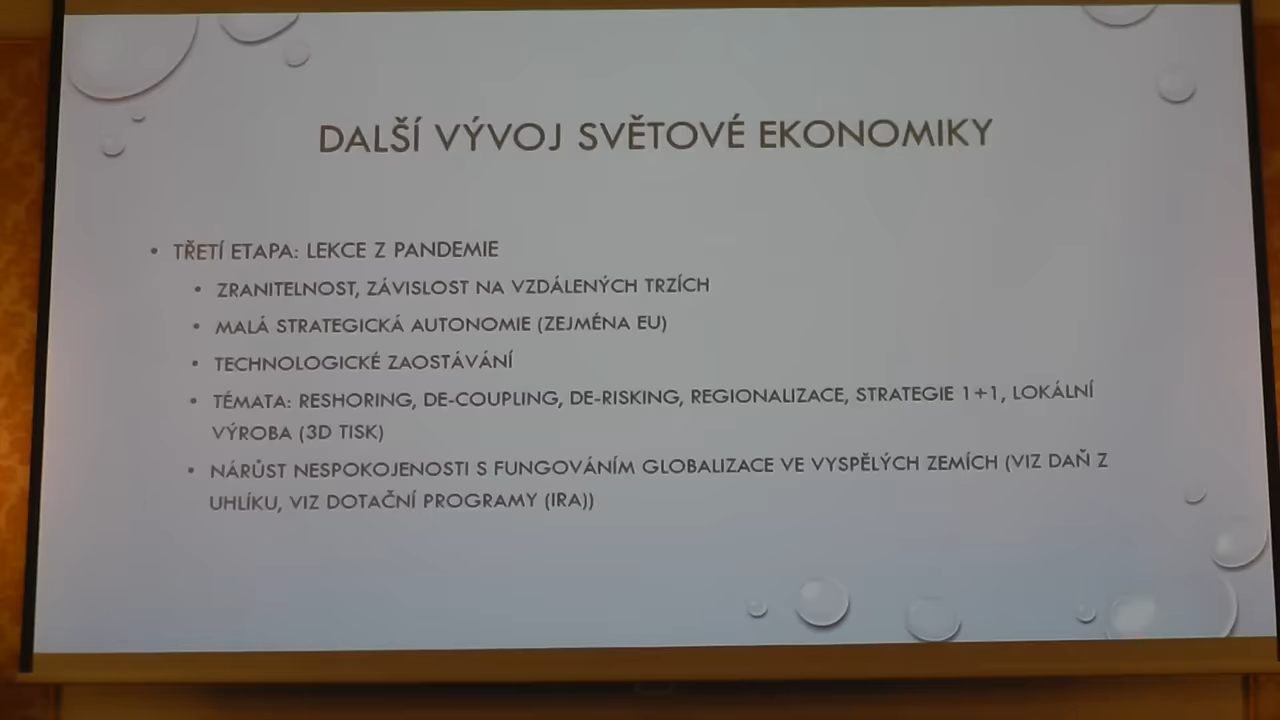 DALŠÍ VÝVOJ SVĚTOVÉ EKONOMIKY
• TŘETÍ ETAPA: LEKCE Z PANDEMIE
• ZRANITELNOST, ZÁVISLOST NA VZDÁLENÝCH TRZÍCH
• MALÁ STRATEGICKÁ AUTONOMIE (ZEJMÉNA EU)
• TECHNOLOGICKÉ ZAOSTÁVÁNÍ
• TÉMATA: RESHORING, DE-COUPLING, DE-RISKING, REGIONALIZACE, STRATEGIE 1+1, LOKÁLNÍ
VÝROBA (3D TISK)
• NÁRŮST NESPOKOJENOSTI S FUNGOVÁNÍM GLOBALIZACE VE VYSPĚLÝCH ZEMÍCH (VIZ DAŇ Z
UHLÍKU, VIZ DOTAČNÍ PROGRAMY (IRA))